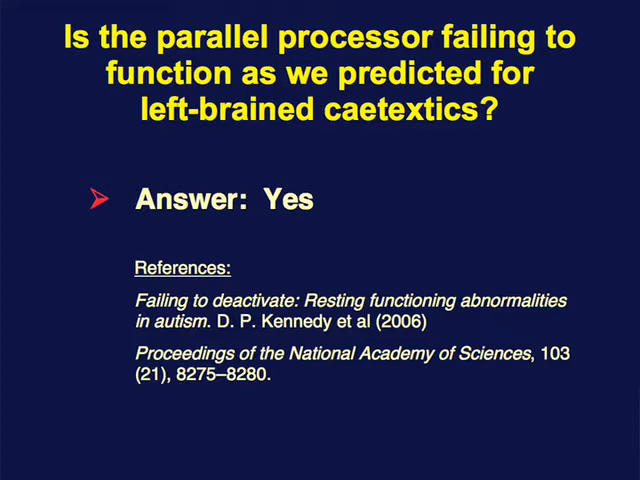 Is the parallel processor failing to
function as we predicted for
left-brained caetextics?
Answer: Yes
References:
Failing to deactivate: Resting functioning abnormalities
in autism. D. P. Kennedy et al (2006)
Proceedings of the National Academy of Sciences, 103
(21), 8275–8280.